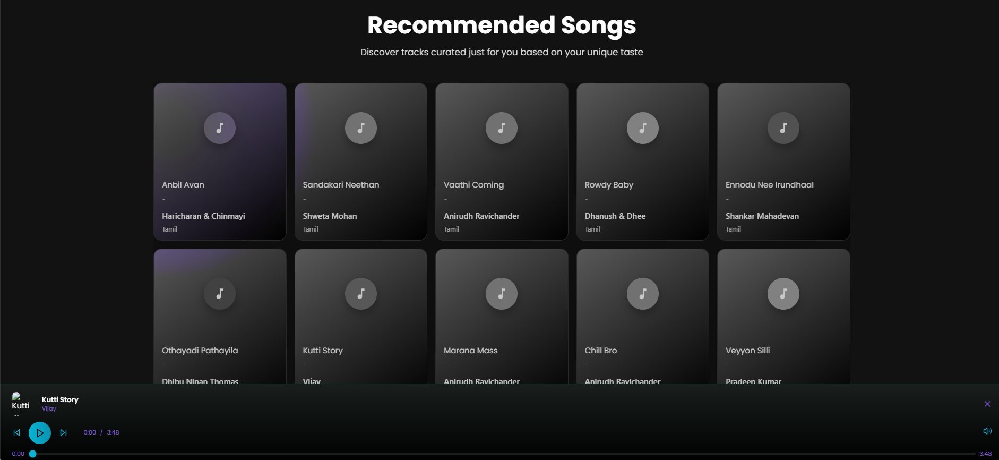 Recommended Songs
Discover tracks curated just for you based on your unique taste
Anbil Avan
-
Haricharan & Chinmayi
Tamil
Sandakari Neethan
-
Shweta Mohan
Tamil
Vaathi Coming
-
Anirudh Ravichander
Tamil
Rowdy Baby
-
Dhanush & Dhee
Tamil
Ennodu Nee Irundhaal
-
Shankar Mahadevan
Tamil
Othayadi Pathayila
-
Dhibu Ninan Thomas
Kutti Story
-
Vijay
Marana Mass
-
Anirudh Ravichander
Chill Bro
-
Anirudh Ravichander
Veyyon Silli
-
Pradeep Kumar
Kutti
Kutti Story
Vijay
0:00 / 3:48
0:00
3:48